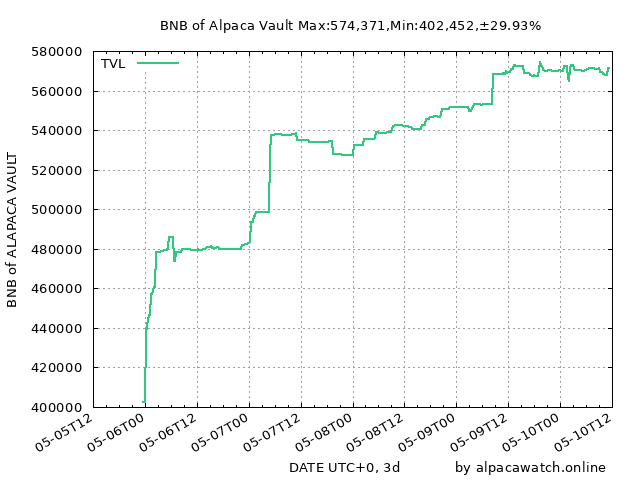 BNB of Alpaca Vault Max:574,371,Min:402,452,±29.93%
TVL
580000
560000
540000
520000
500000
480000
460000
440000
420000
400000
BNB of ALAPACA VAULT
05-05T12
05-06T00
05-06T12
05-07T00
05-07T12
05-08T00
05-08T12
05-09T00
05-09T12
05-10T00
05-10T12
DATE UTC+0, 3d
by alpacawatch.online